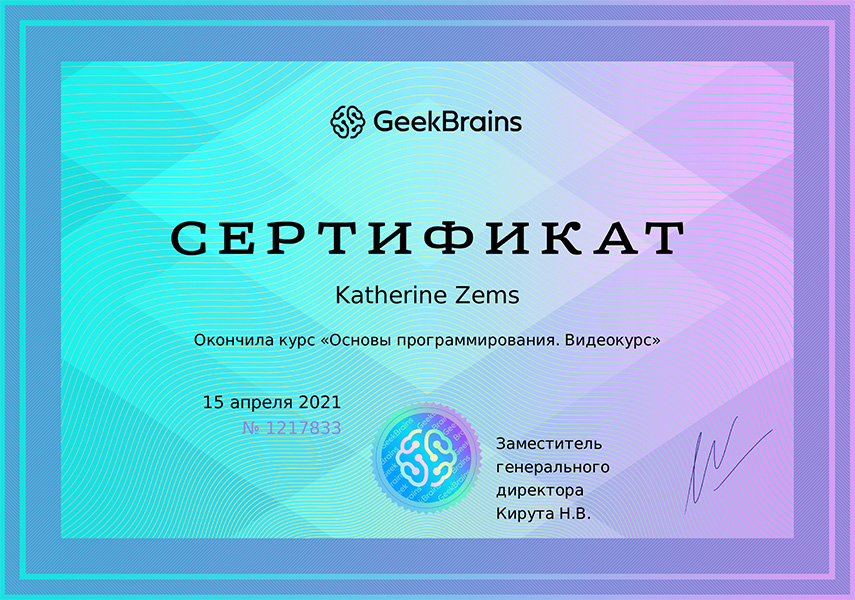 GeekBrains
СЕРТИФИКАТ
Katherine Zems
Окончила курс «Основы программирования. Видеокурс»
15 апреля 2021
№ 1217833
Заместитель
генерального
директора
Кирута Н.В.